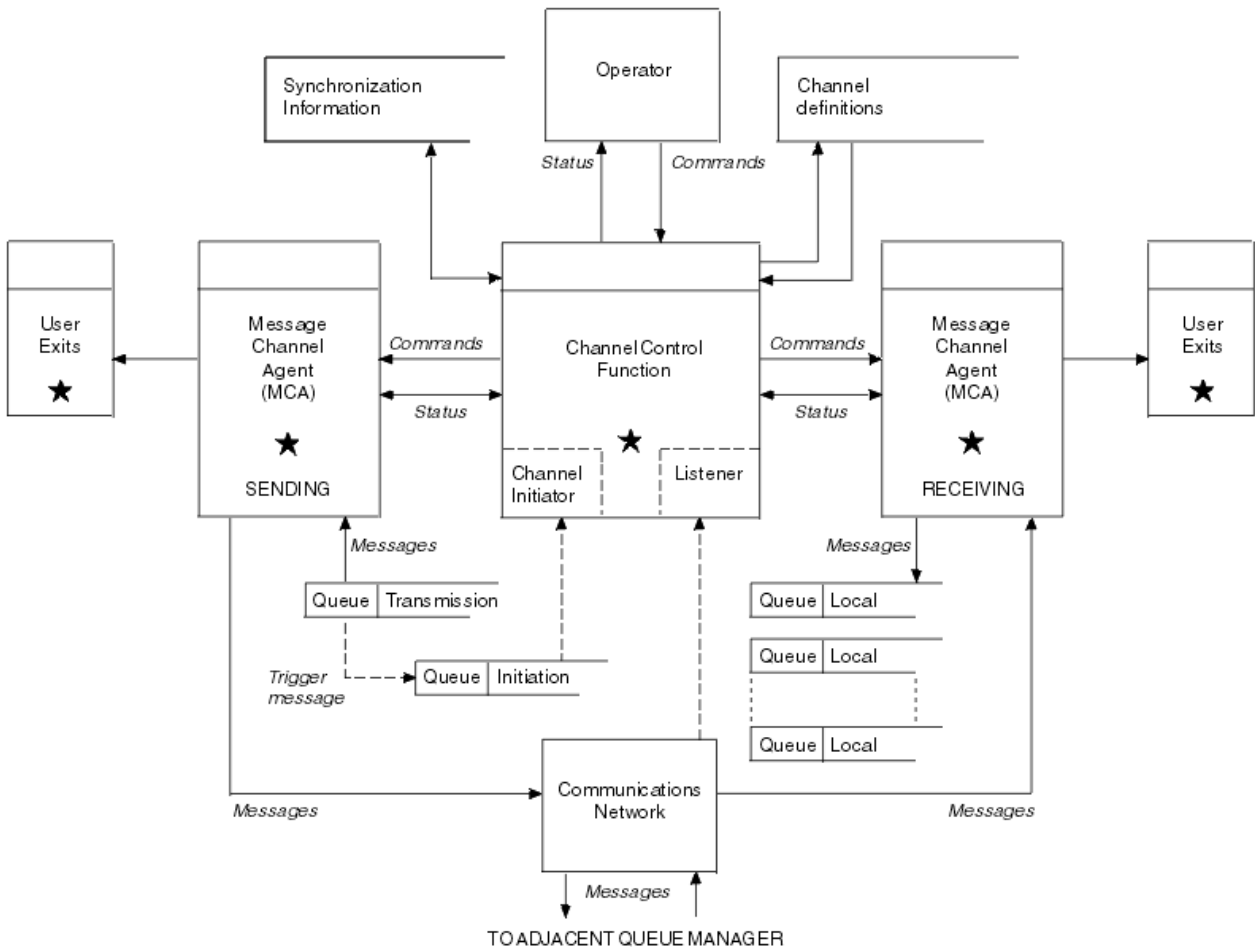 Synchronization
Information
Operator
Channel
definitions
Status
Commands
User
Exits
Message
Channel
Agent
(MCA)
SENDING
Commands
Status
Channel Control
Function
Channel
Initiator
Listener
Commands
Status
Message
Channel
Agent
(MCA)
RECEIVING
User
Exits
Messages
Queue Transmission
Trigger
message
Queue Initiation
Messages
Queue Local
Queue Local
Queue Local
Communications
Network
Messages
Messages
Messages
TO ADJACENT QUEUE MANAGER